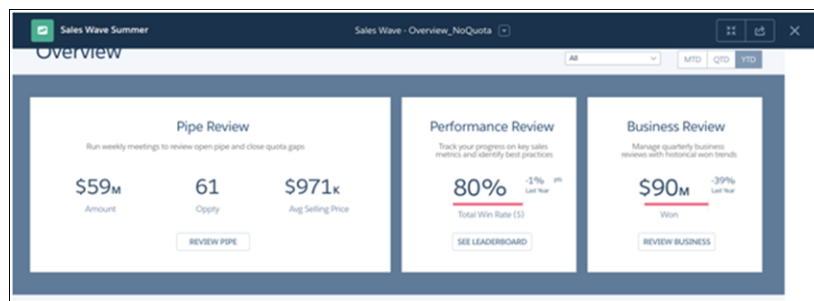 Sales Wave Summer
Sales Wave - Overview_NoQuota
Overview
All
MTD QTD YTD
Pipe Review
Run weekly meetings to review open pipe and close quota gaps
$59M
Amount
61
Oppty
$971K
Avg Selling Price
REVIEW PIPE
Performance Review
Track your progress on key sales
metrics and identify best practices
80%
-1% pts
Last Year
Total Win Rate ($)
SEE LEADERBOARD
Business Review
Manage quarterly business
reviews with historical won trends
$90M
-39%
Last Year
Won
REVIEW BUSINESS